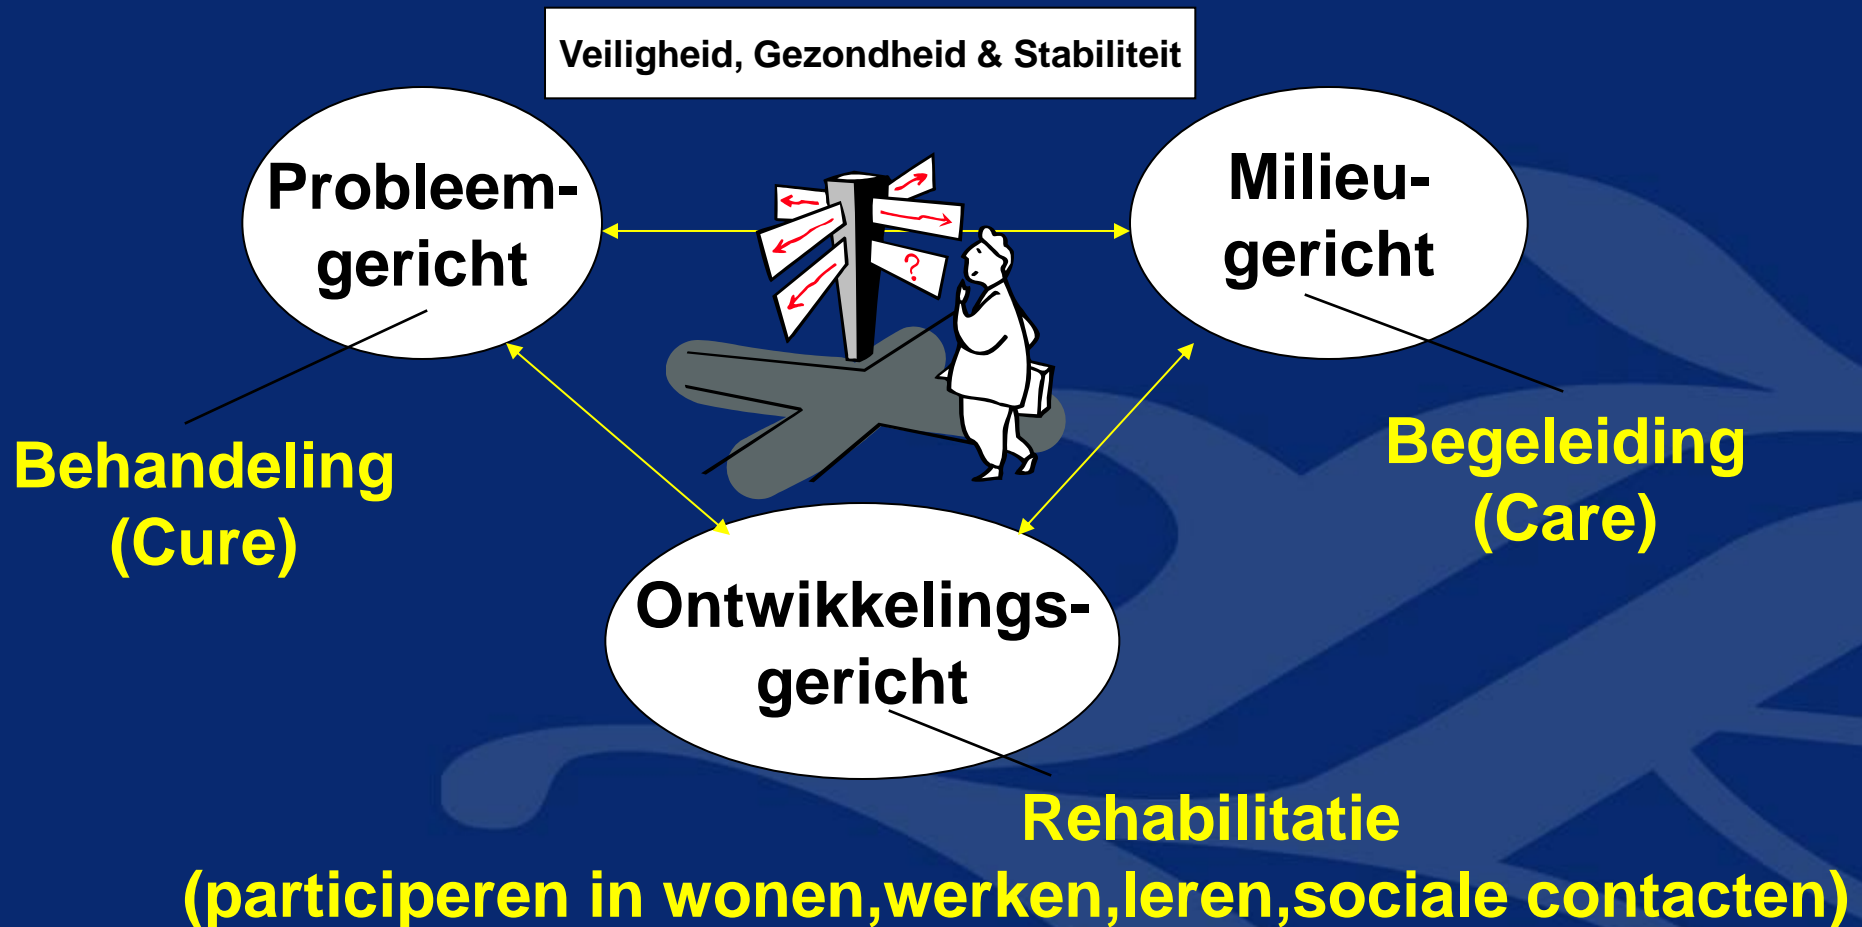 Veiligheid, Gezondheid & Stabiliteit
Probleem-
gericht
Milieu-
gericht
?
Behandeling
(Cure)
Begeleiding
(Care)
Ontwikkelings-
gericht
Rehabilitatie
(participeren in wonen,werken,leren,sociale contacten)